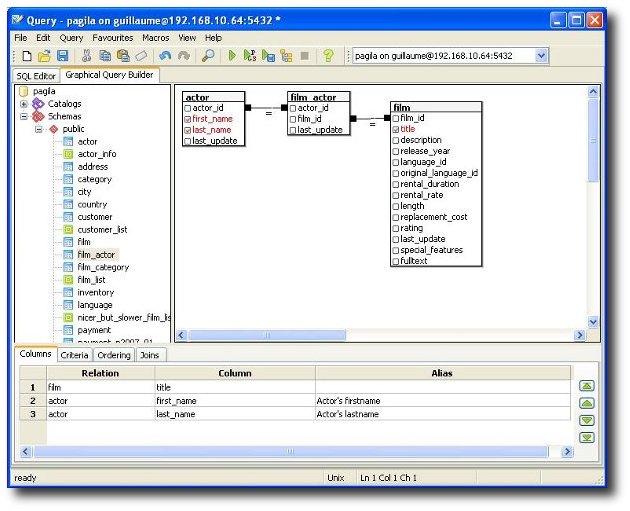 Query - pagila on guillaume@192.168.10.64:5432 *
File Edit Query Favourites Macros View Help
pagila on guillaume@192.168.10.64:5432
SQL Editor Graphical Query Builder
pagila
Catalogs
Schemas
public
actor
actor_info
address
category
city
country
customer
customer_list
film
film_actor
film_category
film_list
inventory
language
nicer_but_slower_film_lis
payment
actor
actor_id
first_name
last_name
last_update
=
film_actor
actor_id
film_id
last_update
=
film
film_id
title
description
release_year
language_id
original_language_id
rental_duration
rental_rate
length
replacement_cost
rating
last_update
special_features
fulltext
Columns Criteria Ordering Joins
Relation Column Alias
1 film title
2 actor first_name Actor's firstname
3 actor last_name Actor's lastname
ready Unix Ln 1 Col 1 Ch 1